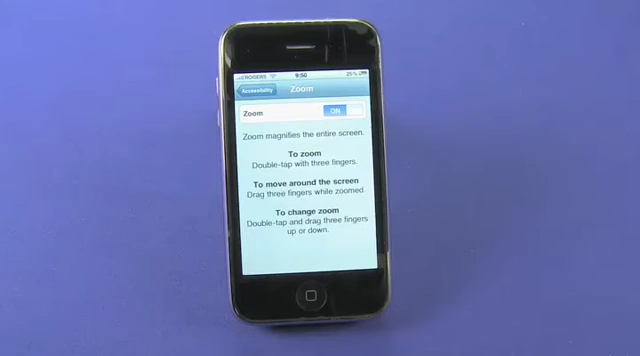 ROGERS 9:50 25%
Accessibility Zoom
Zoom ON
Zoom magnifies the entire screen.
To zoom
Double-tap with three fingers.
To move around the screen
Drag three fingers while zoomed.
To change zoom
Double-tap and drag three fingers
up or down.